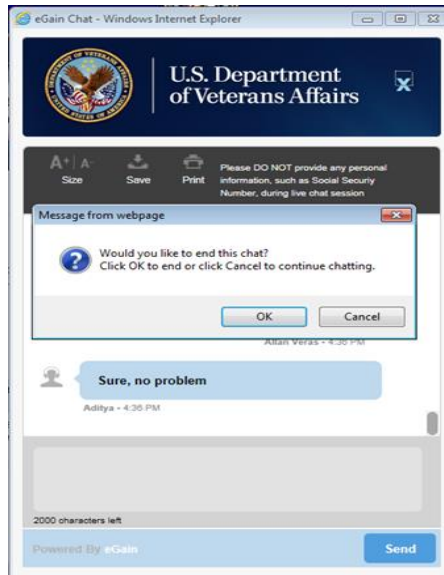 eGain Chat - Windows Internet Explorer
U.S. Department
of Veterans Affairs
A+ A-
Size
Save
Print
Please DO NOT provide any personal
information, such as Social Securiy
Number, during live chat session
Message from webpage
Would you like to end this chat?
Click OK to end or click Cancel to continue chatting.
OK
Cancel
Allan Veras - 4:36 PM
Sure, no problem
Aditya - 4:36 PM
2000 characters left
Powered By eGain
Send